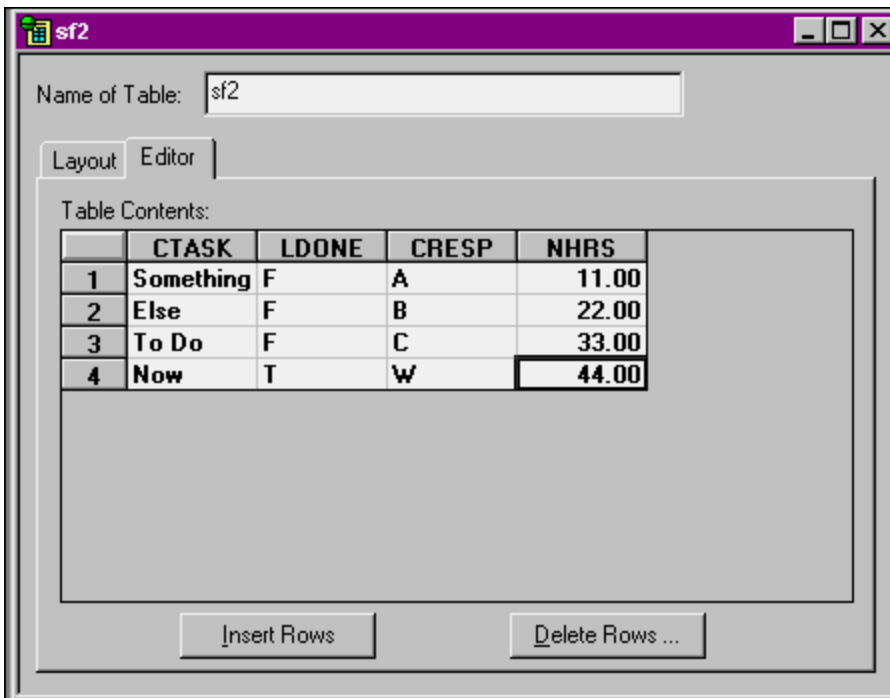 sf2
Name of Table: sf2
Layout Editor
Table Contents:
CTASK LDONE CRESP NHRS
1 Something F A 11.00
2 Else F B 22.00
3 To Do F C 33.00
4 Now T W 44.00
Insert Rows Delete Rows ...